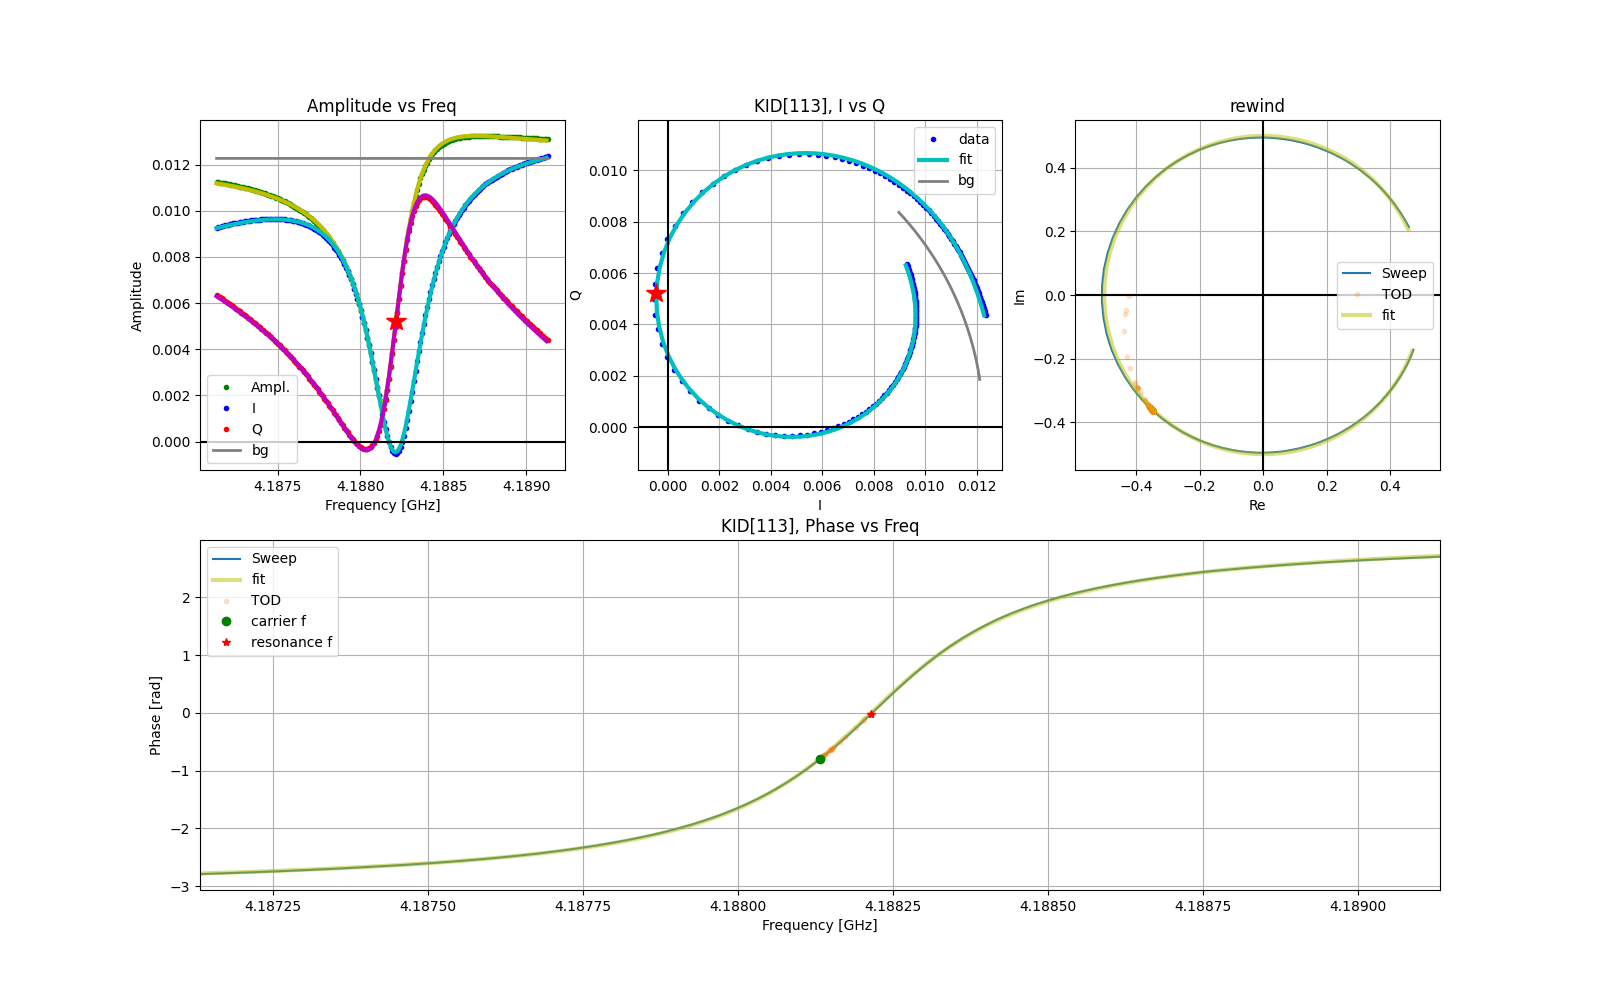 Amplitude vs Freq
Amplitude
0.012
0.010
0.008
0.006
0.004
0.002
0.000
Ampl.
I
Q
bg
4.1875 4.1880 4.1885 4.1890
Frequency [GHz]
KID[113], I vs Q
Q
0.010
0.008
0.006
0.004
0.002
0.000
data
fit
bg
0.000 0.002 0.004 0.006 0.008 0.010 0.012
I
rewind
Im
0.4
0.2
0.0
−0.2
−0.4
Sweep
TOD
fit
−0.4 −0.2 0.0 0.2 0.4
Re
KID[113], Phase vs Freq
Phase [rad]
2
1
0
−1
−2
−3
Sweep
fit
TOD
carrier f
resonance f
4.18725 4.18750 4.18775 4.18800 4.18825 4.18850 4.18875 4.18900
Frequency [GHz]